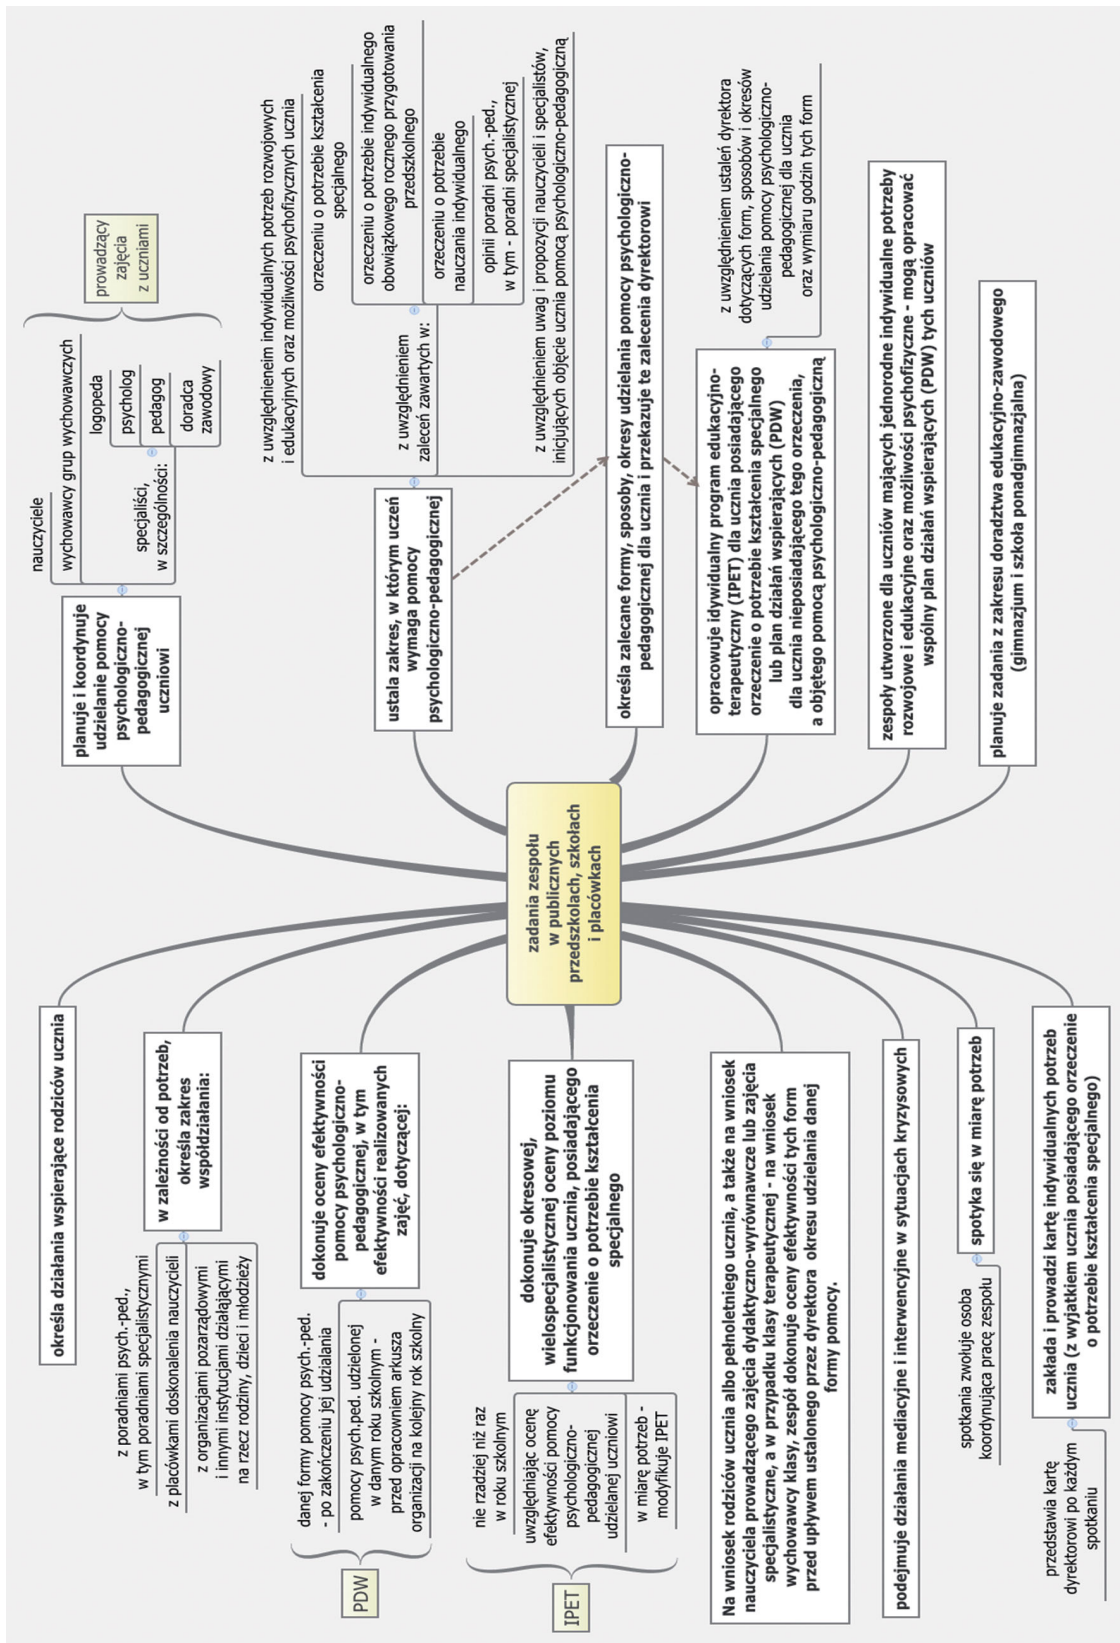 zadania zespołu
w publicznych
przedszkolach, szkołach
i placówkach
planuje i koordynuje
udzielanie pomocy
psychologiczno-
pedagogicznej
uczniowi
nauczyciele
wychowawcy grup wychowawczych
specjaliści,
w szczególności:
logopeda
psycholog
pedagog
doradca
zawodowy
prowadzący
zajęcia
z uczniami
ustala zakres, w którym uczeń
wymaga pomocy
psychologiczno-pedagogicznej
z uwzględnieneim indywidualnych potrzeb rozwojowych
i edukacyjnych oraz możliwości psychofizycznych ucznia
z uwzględnieniem
zaleceń zawartych w:
orzeczeniu o potrzebie kształcenia
specjalnego
orzeczeniu o potrzebie indywidualnego
obowiązkowego rocznego przygotowania
przedszkolnego
orzeczeniu o potrzebie
nauczania indywidualnego
opinii poradni psych.-ped.,
w tym - poradni specjalistycznej
z uwzględnieniem uwag i propozycji nauczycieli i specjalistów,
inicjujących objęcie ucznia pomocą psychologiczno-pedagogiczną
określa zalecane formy, sposoby, okresy udzielania pomocy psychologiczno-
pedagogicznej dla ucznia i przekazuje te zalecenia dyrektorowi
opracowuje idywidualny program edukacyjno-
terapeutyczny (IPET) dla ucznia posiadającego
orzeczenie o potrzebie kształcenia specjalnego
lub plan działań wspierających (PDW)
dla ucznia nieposiadającego tego orzeczenia,
a objętego pomocą psychologiczno-pedagogiczną
z uwzględnieniem ustaleń dyrektora
dotyczących form, sposobów i okresów
udzielania pomocy psychologiczno-
pedagogicznej dla ucznia
oraz wymiaru godzin tych form
zespoły utworzone dla uczniów mających jednorodne indywidualne potrzeby
rozwojowe i edukacyjne oraz możliwości psychofizyczne - mogą opracować
wspólny plan działań wspierających (PDW) tych uczniów
planuje zadania z zakresu doradztwa edukacyjno-zawodowego
(gimnazjum i szkoła ponadgimnazjalna)
określa działania wspierające rodziców ucznia
w zależności od potrzeb,
określa zakres
współdziałania:
z poradniami psych.-ped.,
w tym poradniami specjalistycznymi
z placówkami doskonalenia nauczycieli
z organizacjami pozarządowymi
i innymi instytucjami działającymi
na rzecz rodziny, dzieci i młodzieży
dokonuje oceny efektywności
pomocy psychologiczno-
pedagogicznej, w tym
efektywności realizowanych
zajęć, dotyczącej:
danej formy pomocy psych.-ped.
- po zakończeniu jej udzialania
pomocy psych.ped. udzielonej
w danym roku szkolnym -
przed opracowniem arkusza
organizacji na kolejny rok szkolny
PDW
dokonuje okresowej,
wielospecjalistycznej oceny poziomu
funkcjonowania ucznia, posiadającego
orzeczenie o potrzebie kształcenia
specjalnego
nie rzadziej niż raz
w roku szkolnym
uwzględniając ocenę
efektywności pomocy
psychologiczno-
pedagogicznej
udzielanej uczniowi
w miarę potrzeb -
modyfikuje IPET
IPET
Na wniosek rodziców ucznia albo pełnoletniego ucznia, a także na wniosek
nauczyciela prowadzącego zajęcia dydaktyczno-wyrównawcze lub zajęcia
specjalistyczne, a w przypadku klasy terapeutycznej - na wniosek
wychowawcy klasy, zespół dokonuje oceny efektywności tych form
przed upływem ustalonego przez dyrektora okresu udzielania danej
formy pomocy.
podejmuje działania mediacyjne i interwencyjne w sytuacjach kryzysowych
spotyka się w miarę potrzeb
spotkania zwołuje osoba
koordynująca pracę zespołu
zakłada i prowadzi kartę indywidualnych potrzeb
ucznia (z wyjatkiem ucznia posiadającego orzeczenie
o potrzebie kształcenia specjalnego)
przedstawia kartę
dyrektorowi po każdym
spotkaniu